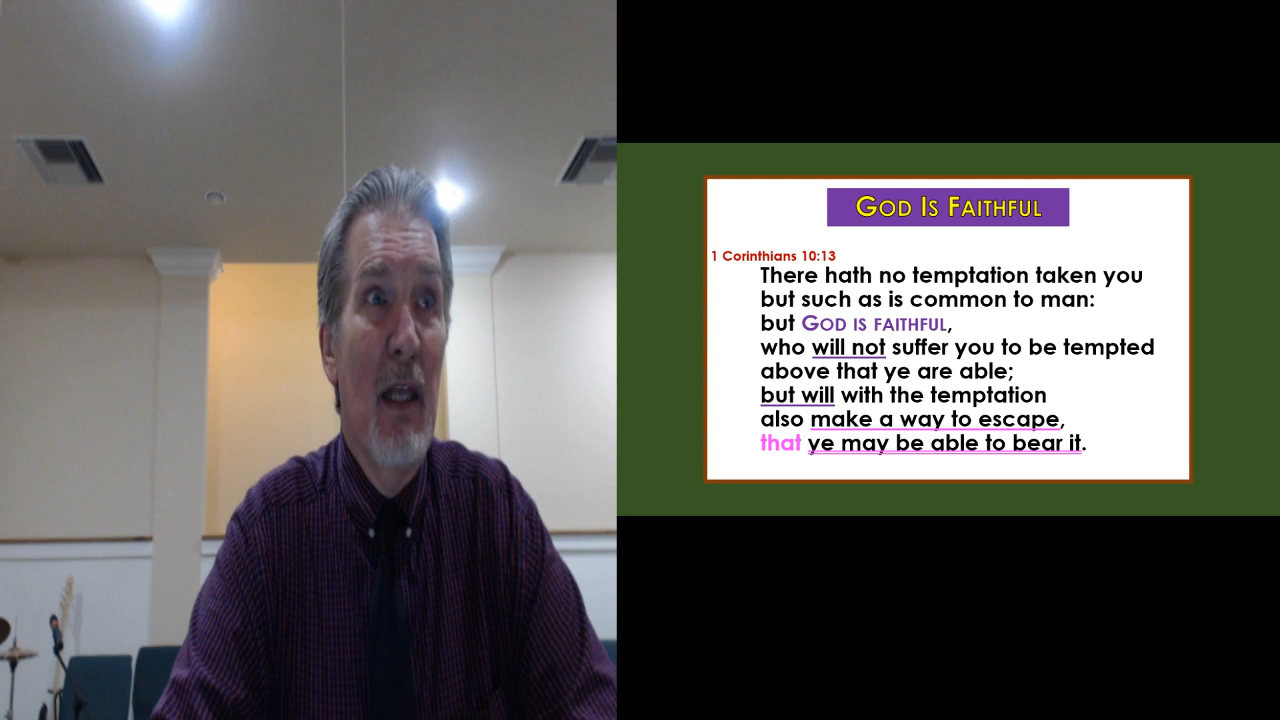 GOD IS FAITHFUL
1 Corinthians 10:13
There hath no temptation taken you
but such as is common to man:
but GOD IS FAITHFUL,
who will not suffer you to be tempted
above that ye are able;
but will with the temptation
also make a way to escape,
that ye may be able to bear it.